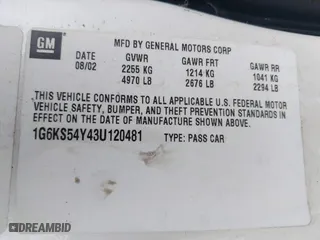 GM
MFD BY GENERAL MOTORS CORP
DATE GVWR GAWR FRT GAWR RR
08/02 2255 KG 1214 KG 1041 KG
4970 LB 2676 LB 2294 LB
THIS VEHICLE CONFORMS TO ALL APPLICABLE U.S. FEDERAL MOTOR
VEHICLE SAFETY, BUMPER, AND THEFT PREVENTION STANDARDS IN
EFFECT ON THE DATE OF MANUFACTURE SHOWN ABOVE.
1G6KS54Y43U120481 TYPE: PASS CAR
AUTOBIDMASTER.COM